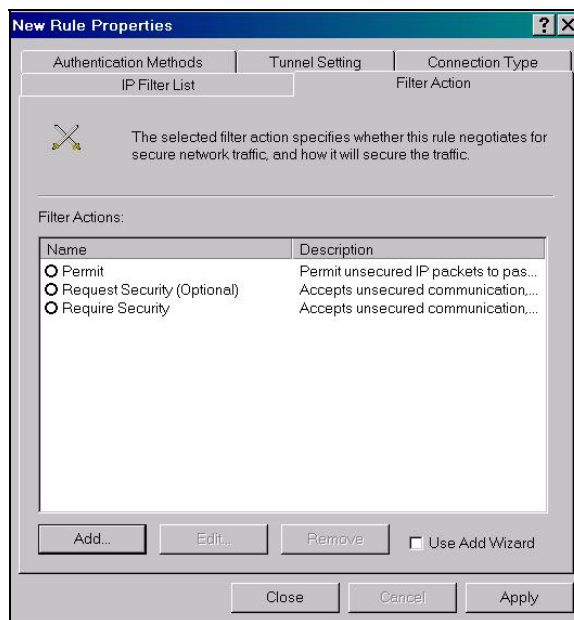 New Rule Properties
Authentication Methods
Tunnel Setting
Connection Type
IP Filter List
Filter Action
The selected filter action specifies whether this rule negotiates for
secure network traffic, and how it will secure the traffic.
Filter Actions:
Name Description
Permit Permit unsecured IP packets to pas...
Request Security (Optional) Accepts unsecured communication,...
Require Security Accepts unsecured communication,...
Add... Edit... Remove Use Add Wizard
Close Cancel Apply